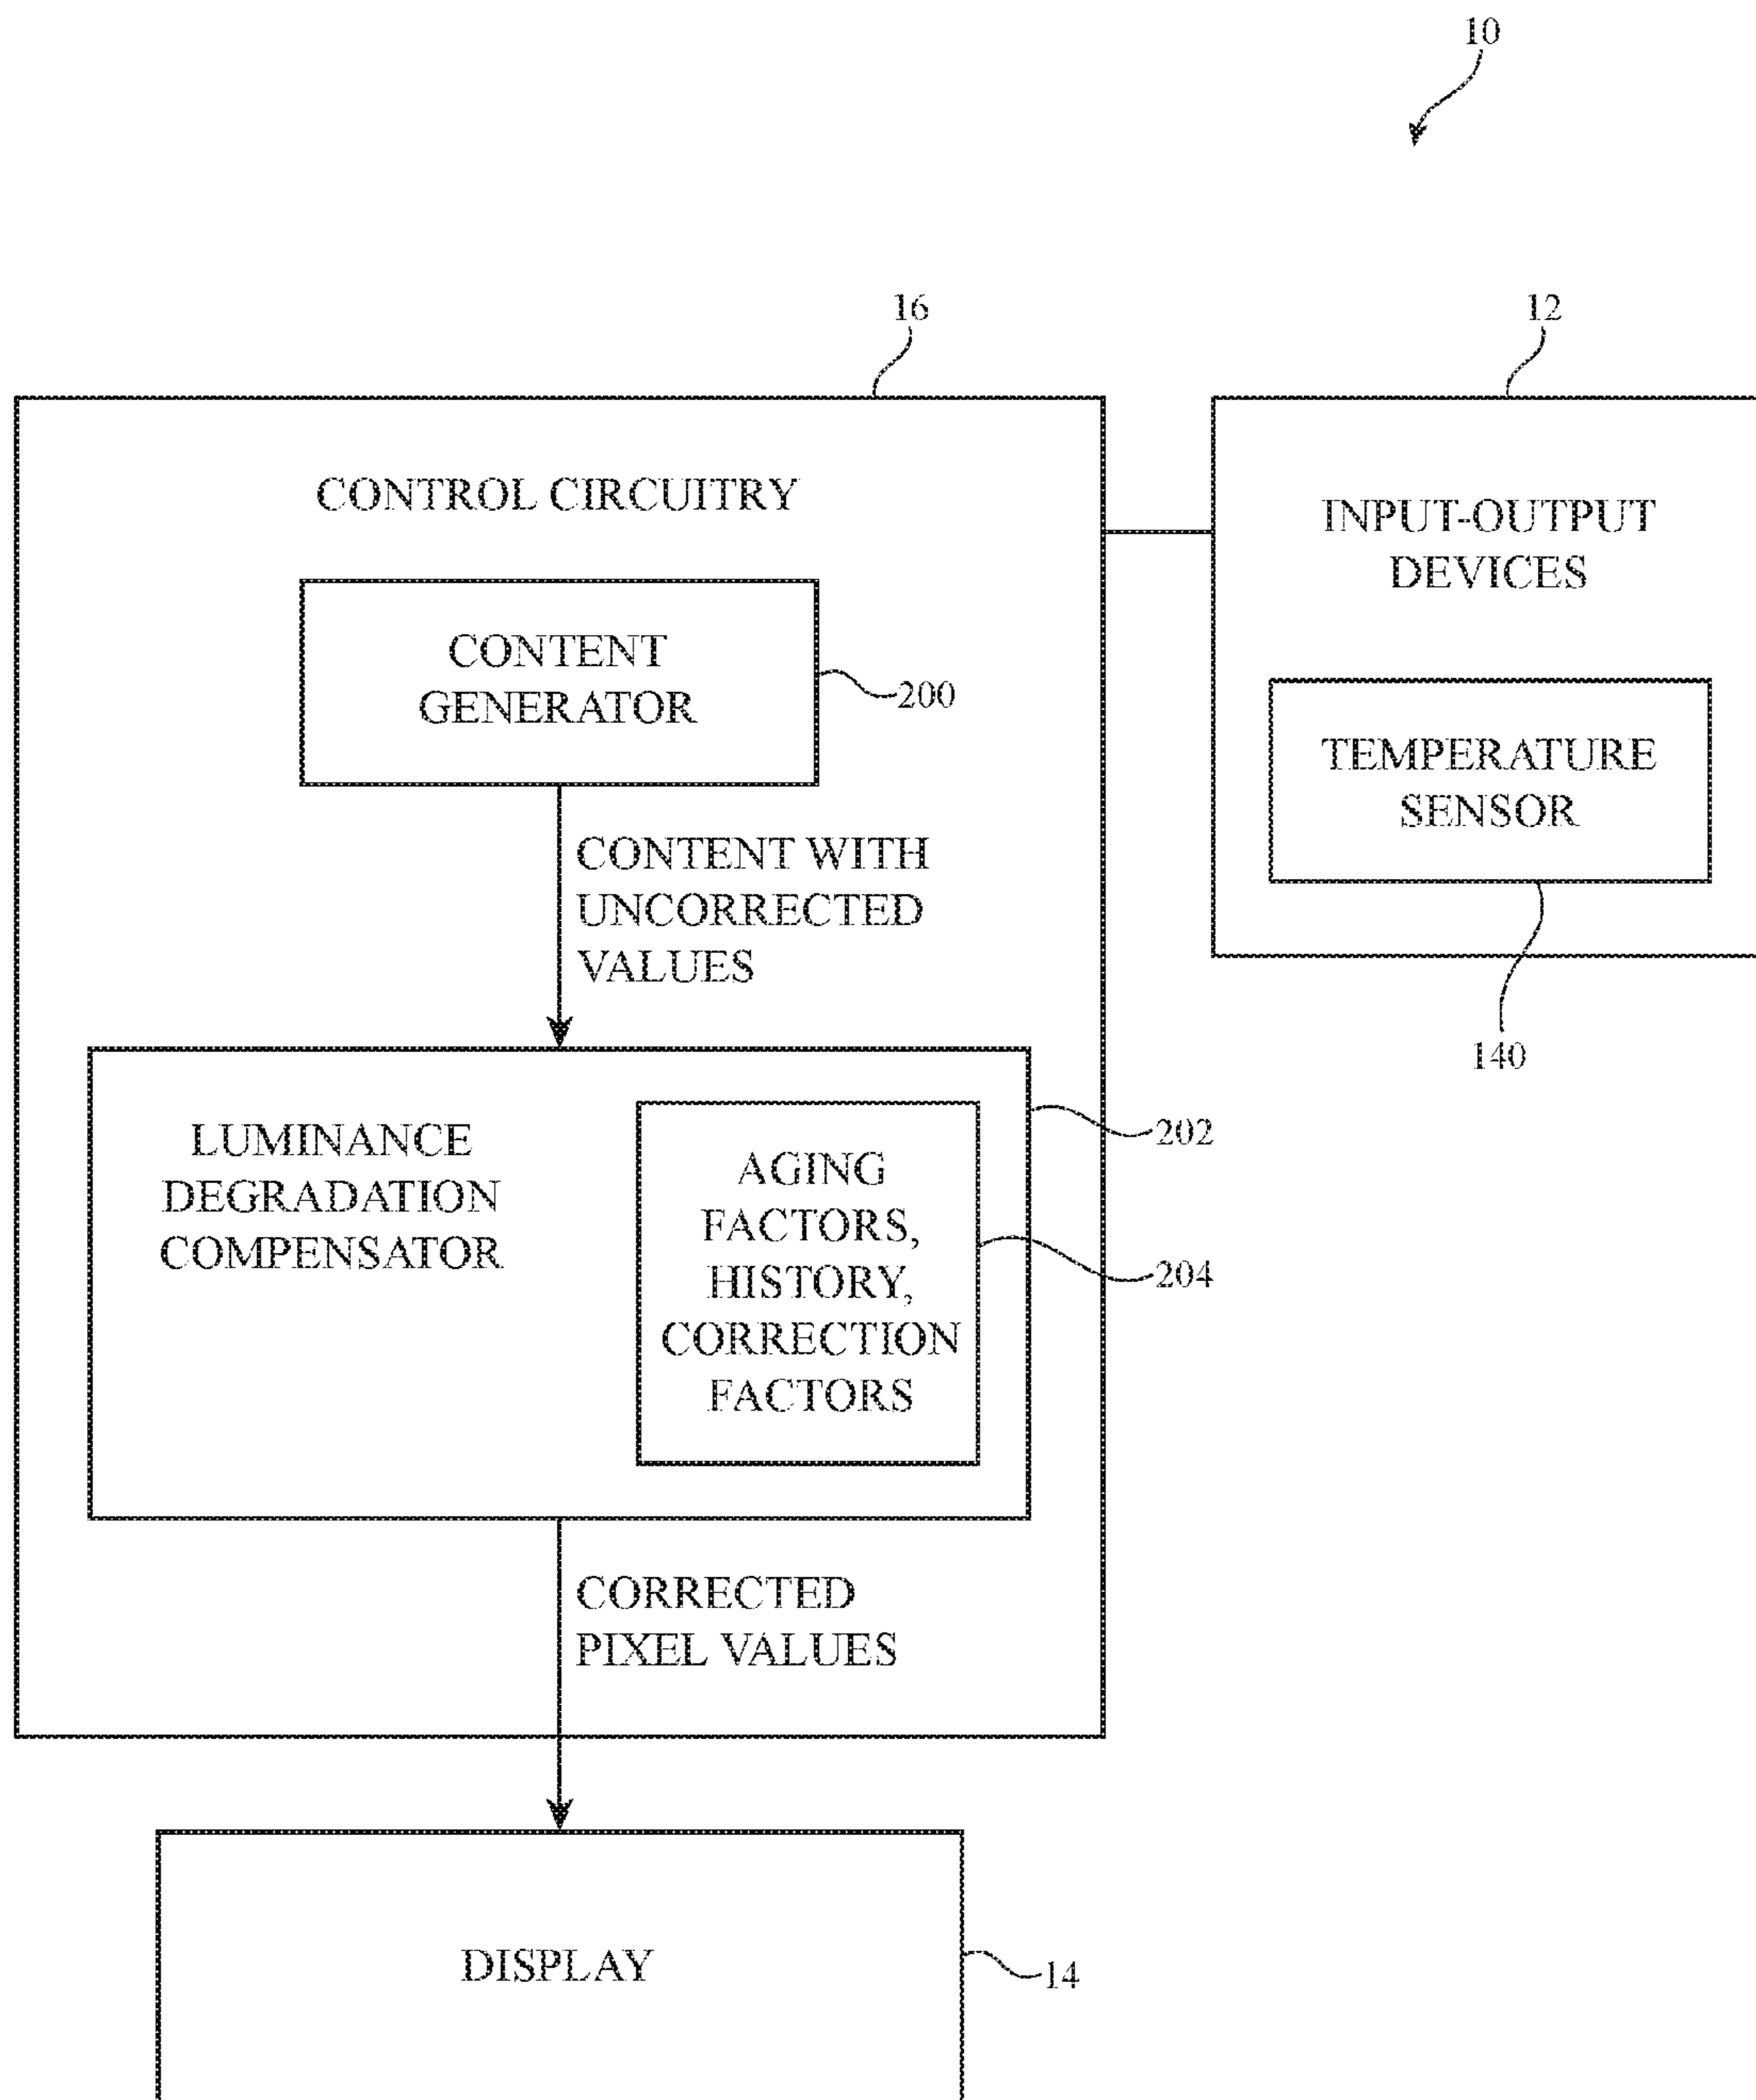 10
16
12
CONTROL CIRCUITRY
INPUT-OUTPUT
DEVICES
CONTENT
GENERATOR
200
TEMPERATURE
SENSOR
140
CONTENT WITH
UNCORRECTED
VALUES
LUMINANCE
DEGRADATION
COMPENSATOR
AGING
FACTORS,
HISTORY,
CORRECTION
FACTORS
202
204
CORRECTED
PIXEL VALUES
DISPLAY
14